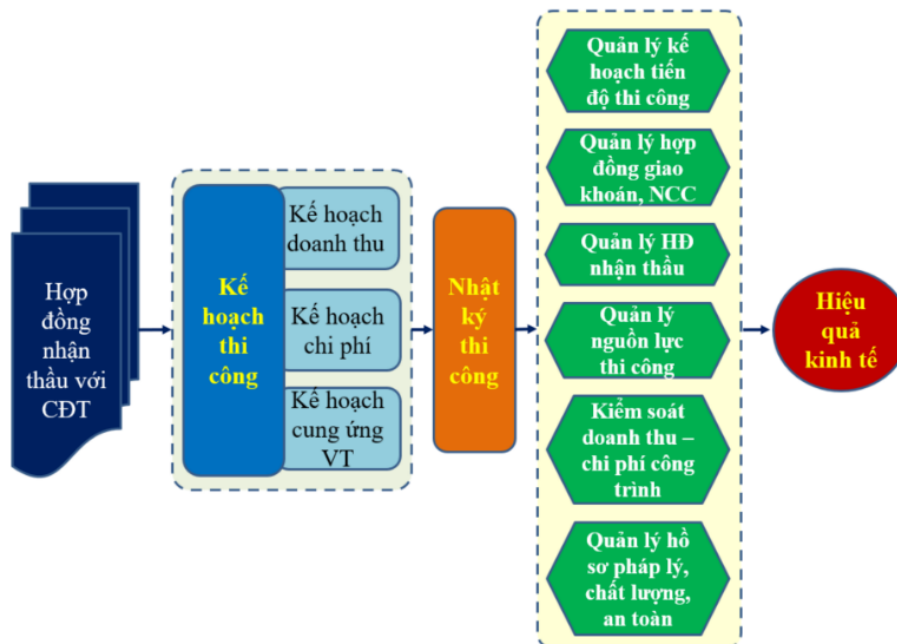 Hợp
đồng
nhận
thầu với
CĐT
Kế
hoạch
thi
công
Kế hoạch
doanh thu
Kế hoạch
chi phí
Kế hoạch
cung ứng
VT
Nhật
ký thi
công
Quản lý kế
hoạch tiến
độ thi công
Quản lý hợp
đồng giao
khoán, NCC
Quản lý HĐ
nhận thầu
Quản lý
nguồn lực
thi công
Kiểm soát
doanh thu –
chi phí công
trình
Quản lý hồ
sơ pháp lý,
chất lượng,
an toàn
Hiệu
quả
kinh tế